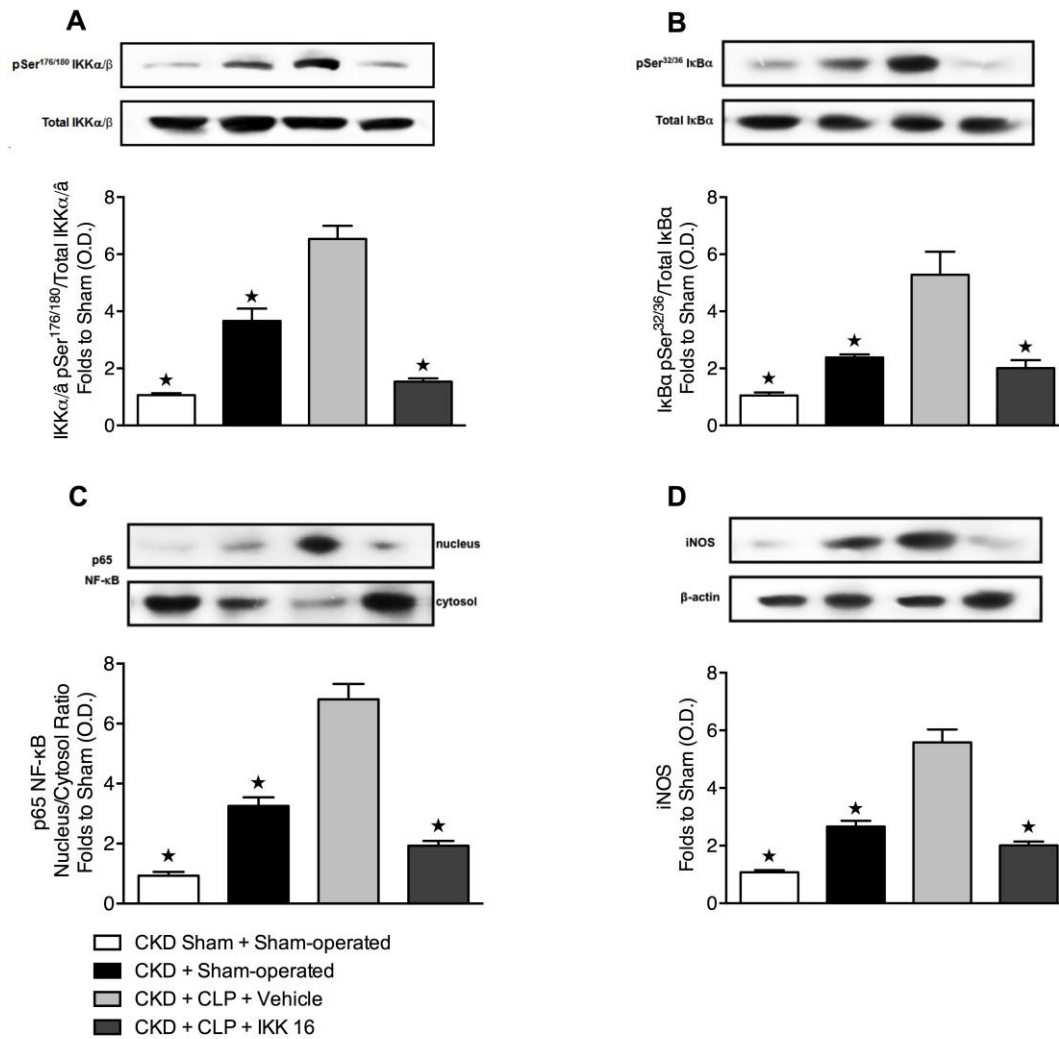 A
pSer176/180 IKKα/β
Total IKKα/β
IKKα/â pSer176/180/Total IKKα/â
Folds to Sham (O.D.)
8
6
4
2
0
★
★
★
B
pSer32/36 IκBα
Total IκBα
IκBα pSer32/36/Total IκBα
Folds to Sham (O.D.)
8
6
4
2
0
★
★
★
C
p65
NF-κB
nucleus
cytosol
p65 NF-κB
Nucleus/Cytosol Ratio
Folds to Sham (O.D.)
8
6
4
2
0
★
★
★
D
iNOS
β-actin
iNOS
Folds to Sham (O.D.)
8
6
4
2
0
★
★
★
CKD Sham + Sham-operated
CKD + Sham-operated
CKD + CLP + Vehicle
CKD + CLP + IKK 16